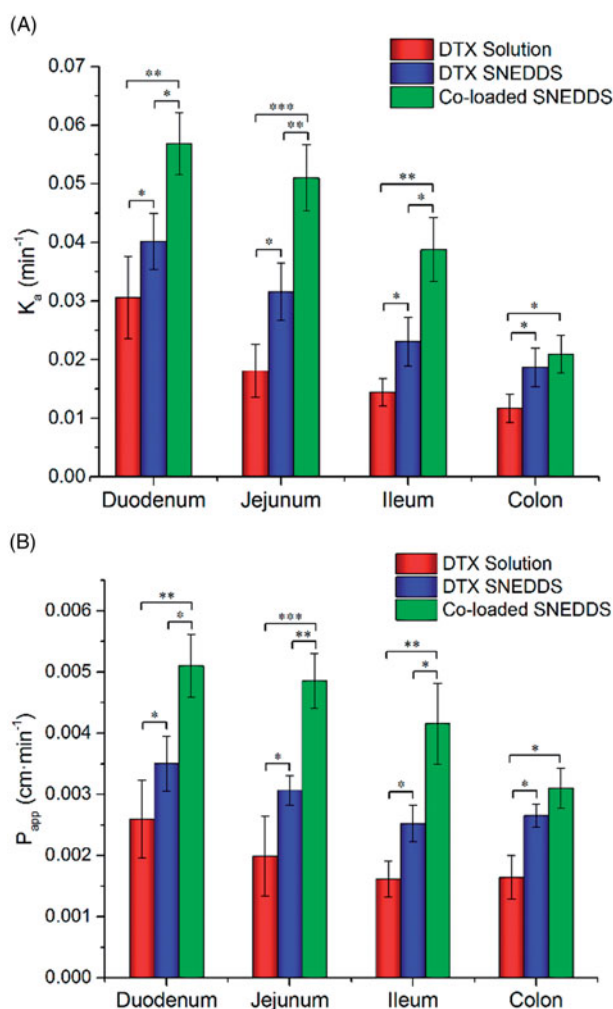 (A)
DTX Solution
DTX SNEDDS
Co-loaded SNEDDS
0.07
0.06
0.05
0.04
0.03
0.02
0.01
0.00
Ka (min⁻¹)
** * *
*** ** *
** * *
* *
Duodenum Jejunum Ileum Colon
(B)
DTX Solution
DTX SNEDDS
Co-loaded SNEDDS
0.006
0.005
0.004
0.003
0.002
0.001
0.000
Papp (cm·min⁻¹)
** * *
*** ** *
** * *
* *
Duodenum Jejunum Ileum Colon